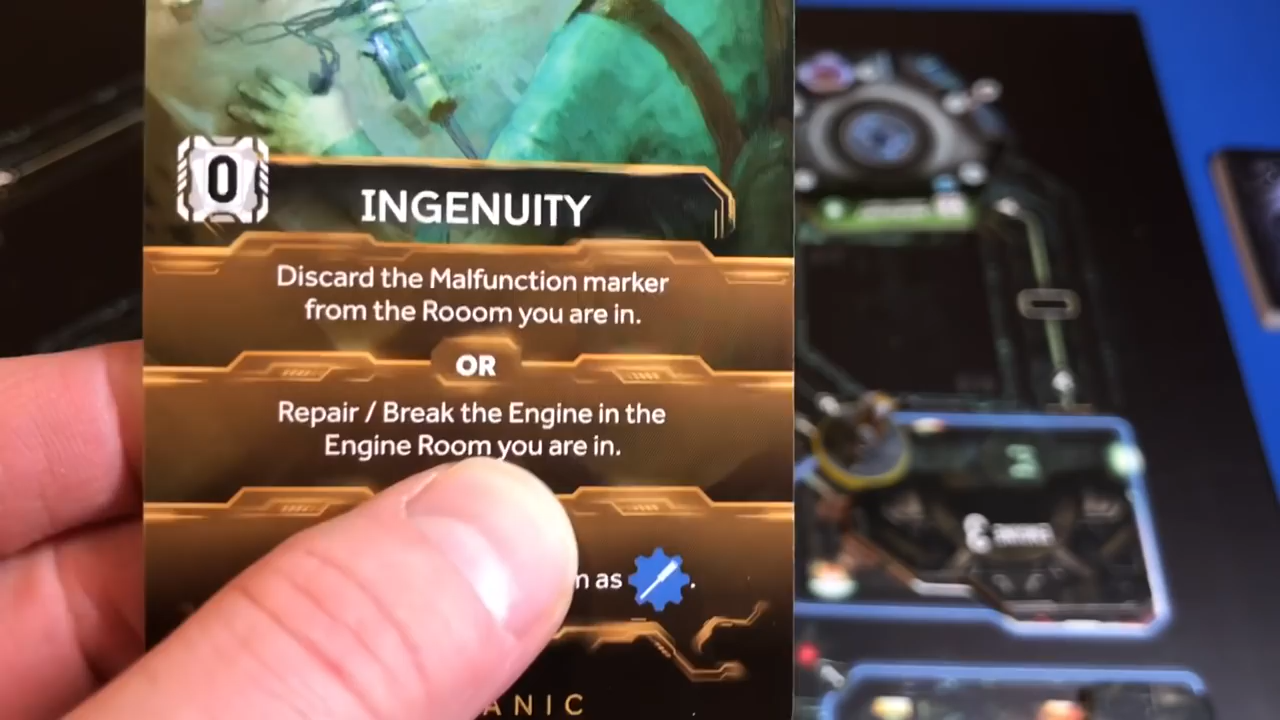 0
INGENUITY
Discard the Malfunction marker
from the Rooom you are in.
OR
Repair / Break the Engine in the
Engine Room you are in.
as
ANIC
3